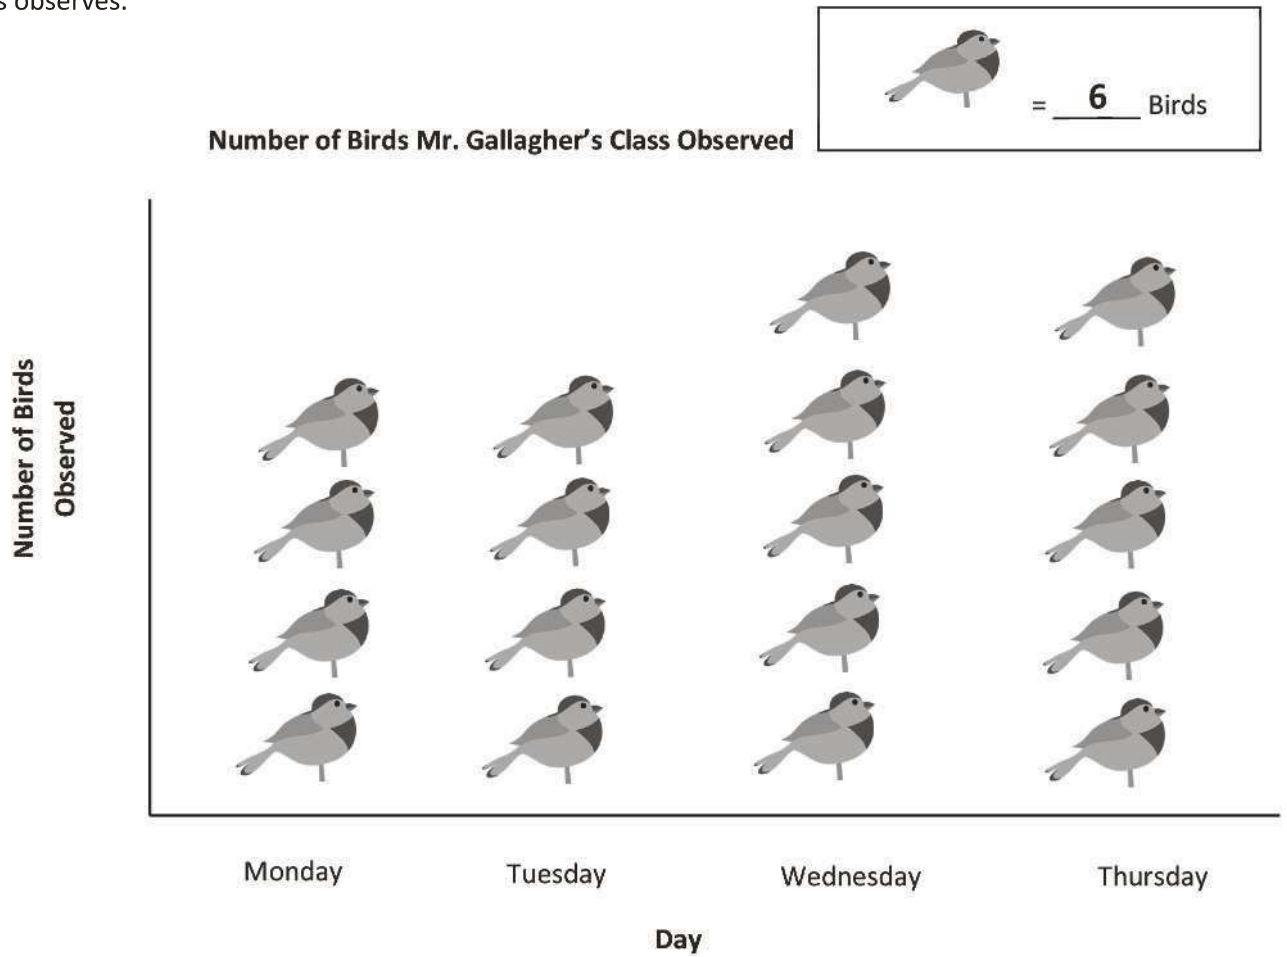 observes.
= 6 Birds
Number of Birds Mr. Gallagher's Class Observed
Number of Birds
Observed
Monday Tuesday Wednesday Thursday
Day